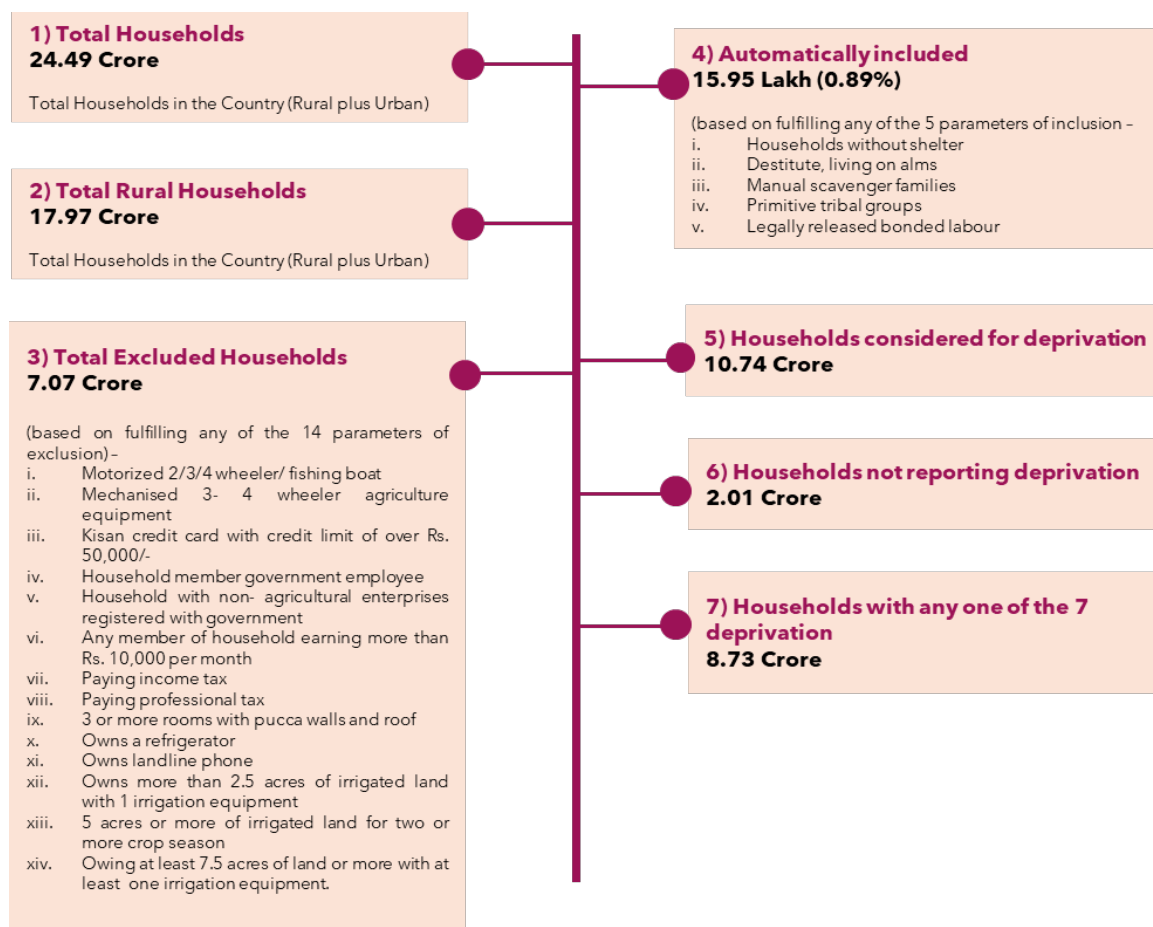 1) Total Households
24.49 Crore
Total Households in the Country (Rural plus Urban)
2) Total Rural Households
17.97 Crore
Total Households in the Country (Rural plus Urban)
3) Total Excluded Households
7.07 Crore
(based on fulfilling any of the 14 parameters of
exclusion) –
i. Motorized 2/3/4 wheeler/ fishing boat
ii. Mechanised 3- 4 wheeler agriculture
equipment
iii. Kisan credit card with credit limit of over Rs.
50,000/-
iv. Household member government employee
v. Household with non- agricultural enterprises
registered with government
vi. Any member of household earning more than
Rs. 10,000 per month
vii. Paying income tax
viii. Paying professional tax
ix. 3 or more rooms with pucca walls and roof
x. Owns a refrigerator
xi. Owns landline phone
xii. Owns more than 2.5 acres of irrigated land
with 1 irrigation equipment
xiii. 5 acres or more of irrigated land for two or
more crop season
xiv. Owing at least 7.5 acres of land or more with at
least one irrigation equipment.
4) Automatically included
15.95 Lakh (0.89%)
(based on fulfilling any of the 5 parameters of inclusion –
i. Households without shelter
ii. Destitute, living on alms
iii. Manual scavenger families
iv. Primitive tribal groups
v. Legally released bonded labour
5) Households considered for deprivation
10.74 Crore
6) Households not reporting deprivation
2.01 Crore
7) Households with any one of the 7
deprivation
8.73 Crore